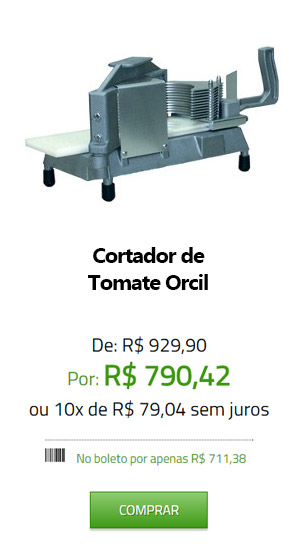 Cortador de
Tomate Orcil
De: R$ 929,90
Por: R$ 790,42
ou 10x de R$ 79,04 sem juros
No boleto por apenas R$ 711,38
COMPRAR